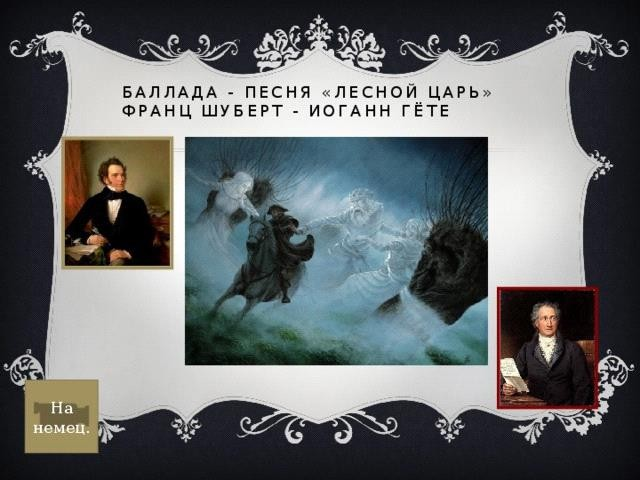 БАЛЛАДА - ПЕСНЯ «ЛЕСНОЙ ЦАРЬ»
ФРАНЦ ШУБЕРТ - ИОГАНН ГЁТЕ
На
немец.